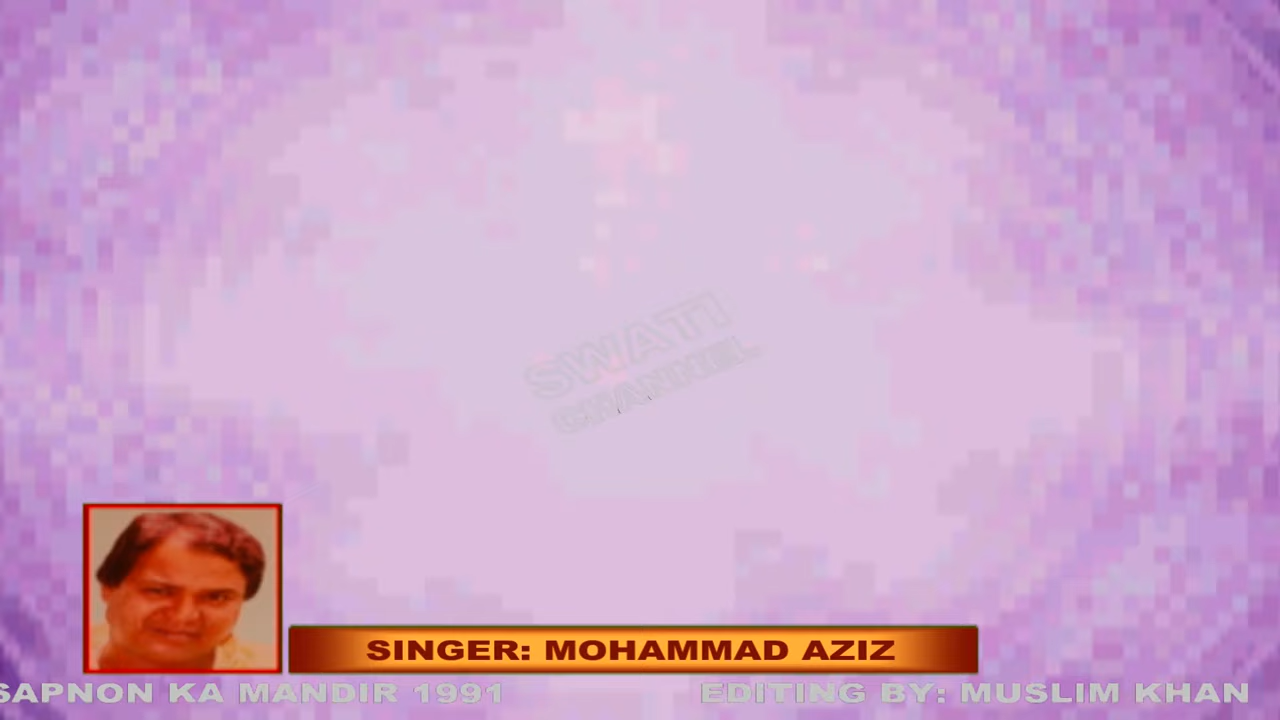 SWATI
CHANNEL
SINGER: MOHAMMAD AZIZ
SAPNON KA MANDIR 1991 EDITING BY: MUSLIM KHAN